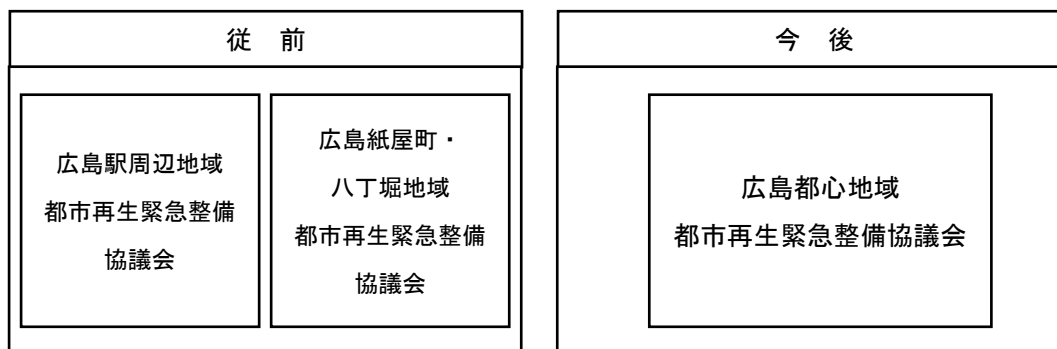 従　前
広島駅周辺地域
都市再生緊急整備
協議会
広島紙屋町・
八丁堀地域
都市再生緊急整備
協議会
今　後
広島都心地域
都市再生緊急整備協議会